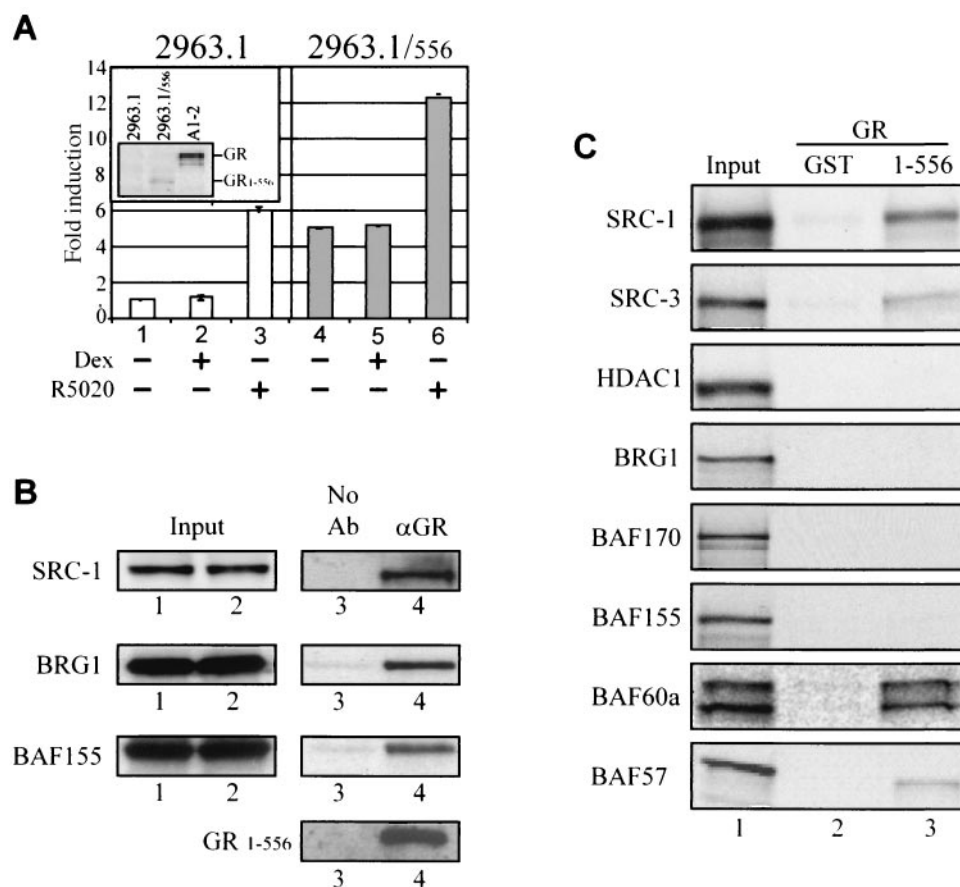 A
2963.1
2963.1/556
14
12
10
8
6
4
2
0
Fold induction
2963.1
2963.1/556
A1-2
GR
GR1-556
1 2 3 4 5 6
Dex − + − − + −
R5020 − − + − − +
B
Input
No Ab
αGR
SRC-1
1 2 3 4
BRG1
1 2 3 4
BAF155
1 2 3 4
GR 1-556
3 4
C
GR
Input GST 1-556
SRC-1
SRC-3
HDAC1
BRG1
BAF170
BAF155
BAF60a
BAF57
1 2 3